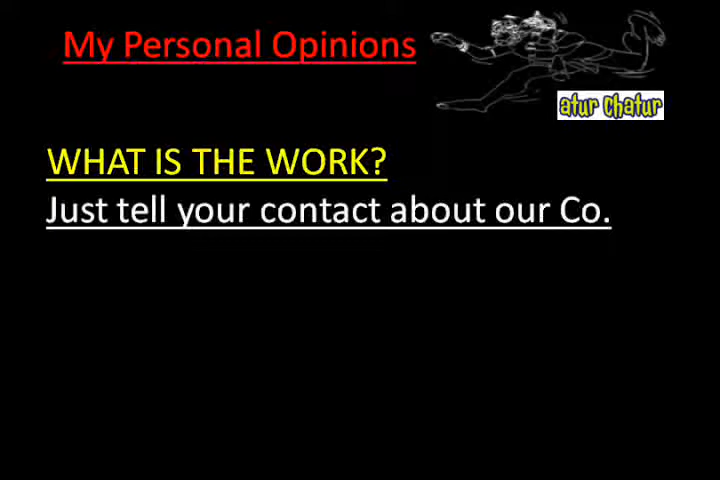 My Personal Opinions
atur Chatur
WHAT IS THE WORK?
Just tell your contact about our Co.